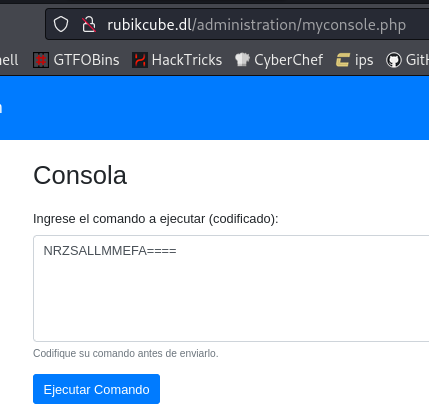 rubikcube.dl/administration/myconsole.php
ell GTFOBins HackTricks CyberChef ips GitH
n
Consola
Ingrese el comando a ejecutar (codificado):
NRZSALLMMEFA====
Codifique su comando antes de enviarlo.
Ejecutar Comando